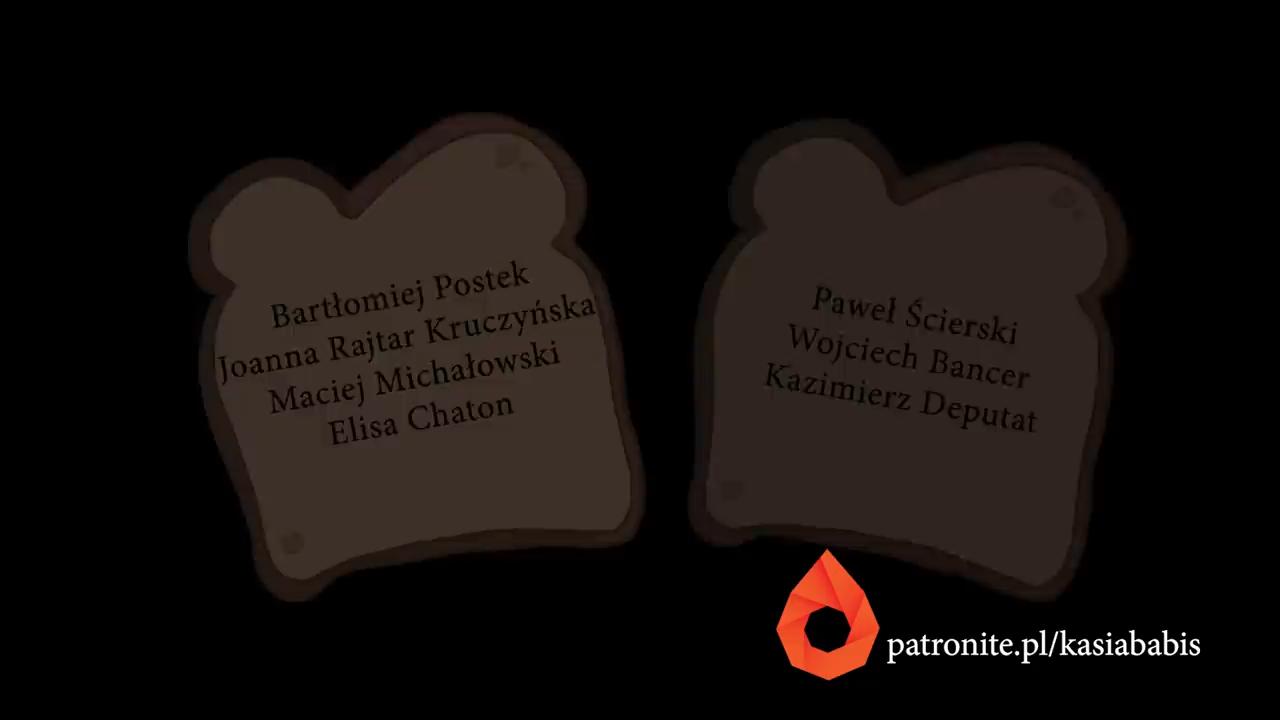 Bartłomiej Postek
Joanna Rajtar Kruczyńska
Maciej Michałowski
Elisa Chaton
Paweł Ścierski
Wojciech Bancer
Kazimierz Deputat
patronite.pl/kasiababis